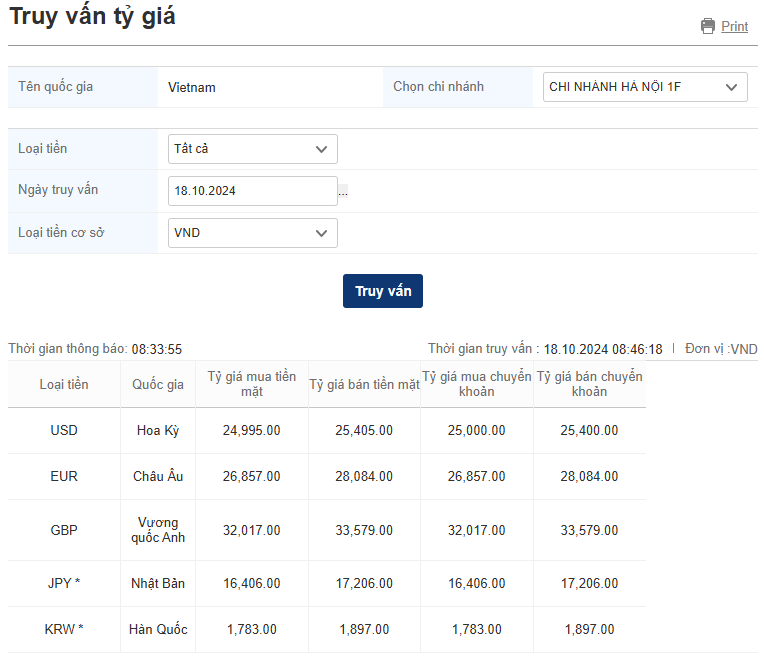 Truy vấn tỷ giá
Print
Tên quốc gia Vietnam Chọn chi nhánh CHI NHÁNH HÀ NỘI 1F
Loại tiền Tất cả
Ngày truy vấn 18.10.2024 ...
Loại tiền cơ sở VND
Truy vấn
Thời gian thông báo: 08:33:55 Thời gian truy vấn : 18.10.2024 08:46:18 | Đơn vị :VND
Loại tiền Quốc gia Tỷ giá mua tiền mặt Tỷ giá bán tiền mặt Tỷ giá mua chuyển khoản Tỷ giá bán chuyển khoản
USD Hoa Kỳ 24,995.00 25,405.00 25,000.00 25,400.00
EUR Châu Âu 26,857.00 28,084.00 26,857.00 28,084.00
GBP Vương quốc Anh 32,017.00 33,579.00 32,017.00 33,579.00
JPY * Nhật Bản 16,406.00 17,206.00 16,406.00 17,206.00
KRW * Hàn Quốc 1,783.00 1,897.00 1,783.00 1,897.00